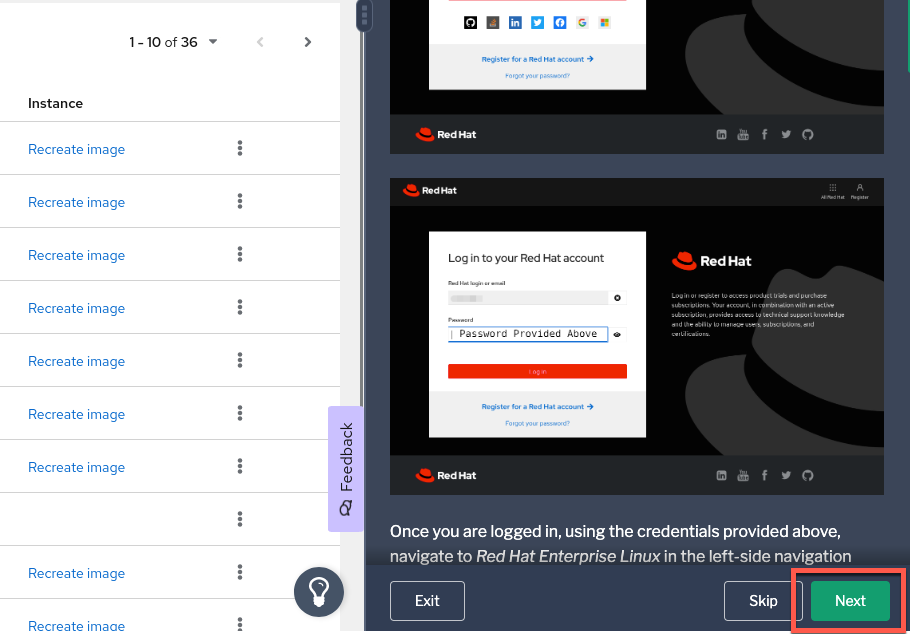 1 - 10 of 36
Instance
Recreate image
Recreate image
Recreate image
Recreate image
Recreate image
Recreate image
Recreate image
Recreate image
Recreate image
Feedback
Register for a Red Hat account
Forgot your password?
Red Hat
Red Hat
All Red Hat
Register
Log in to your Red Hat account
Red Hat login or email
Password
Password Provided Above
Log in
Register for a Red Hat account
Forgot your password?
Red Hat
Log in or register to access product trials and purchase
subscriptions. Your account, in combination with an active
subscription, provides access to technical support knowledge
and the ability to manage users, subscriptions, and
certifications.
Red Hat
Once you are logged in, using the credentials provided above,
navigate to Red Hat Enterprise Linux in the left-side navigation
Exit
Skip
Next